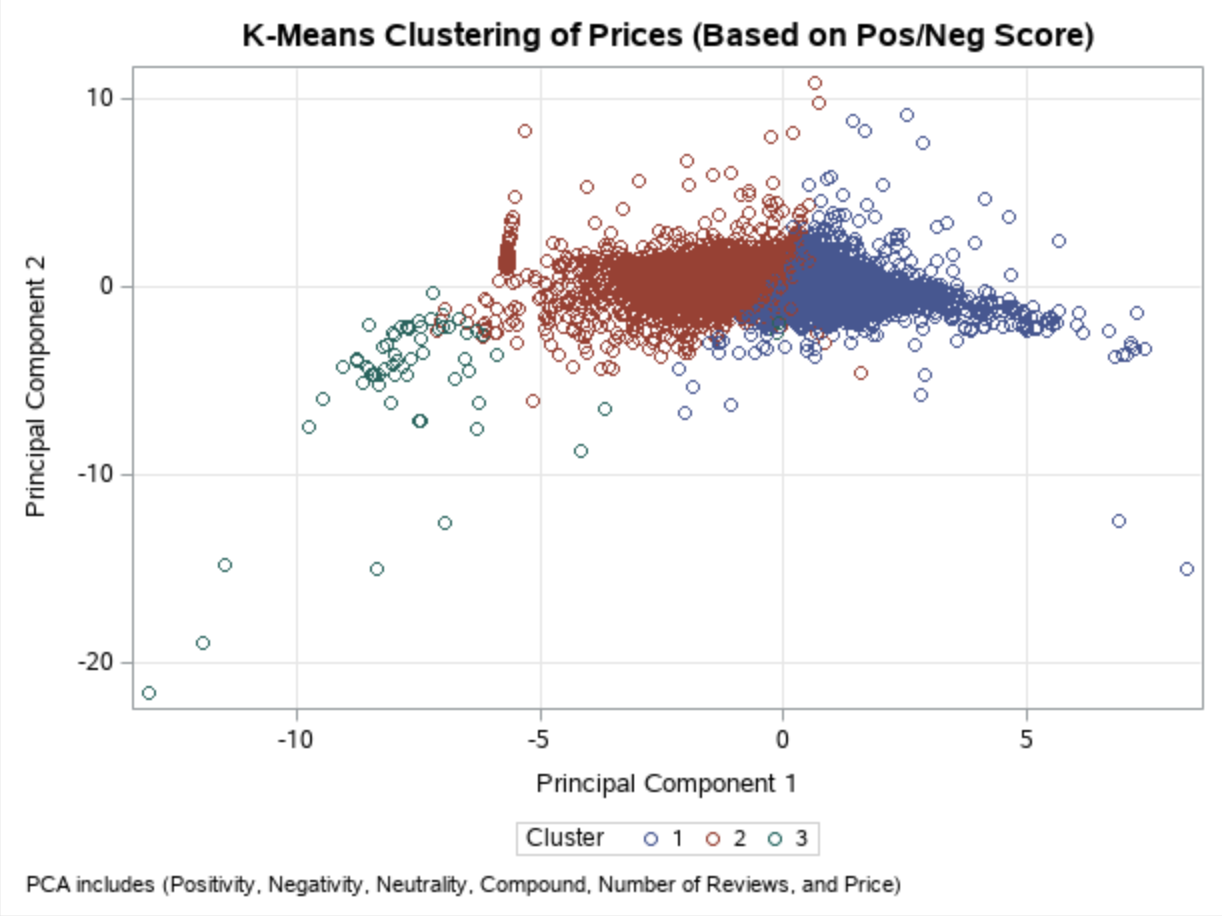 K-Means Clustering of Prices (Based on Pos/Neg Score)
10
0
-10
-20
Principal Component 2
-10 -5 0 5
Principal Component 1
Cluster 1 2 3
PCA includes (Positivity, Negativity, Neutrality, Compound, Number of Reviews, and Price)